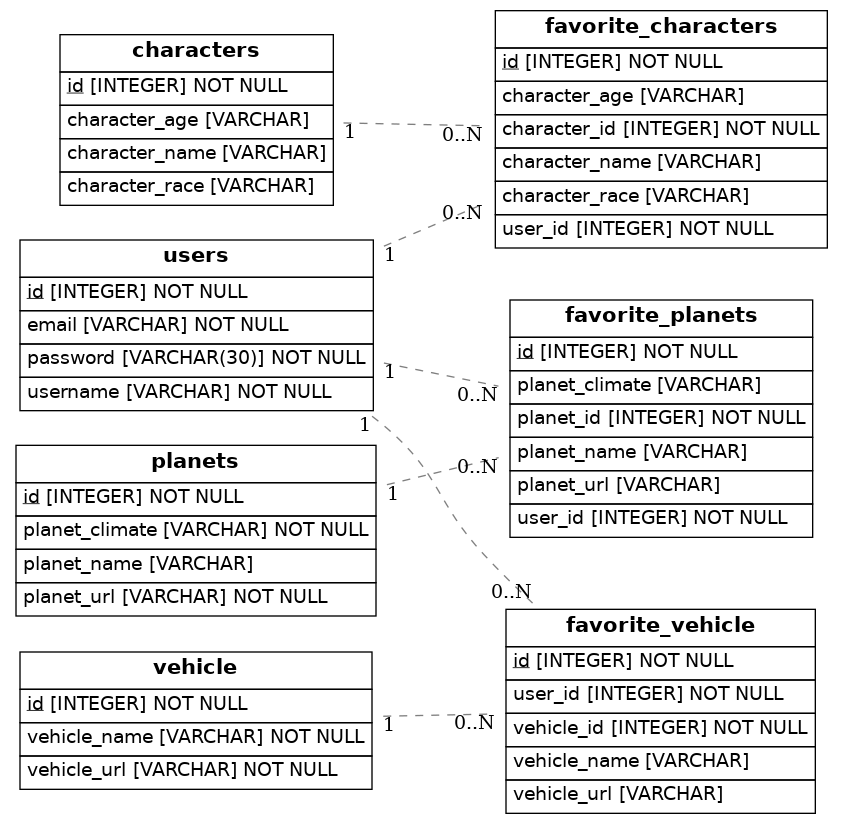 characters
id [INTEGER] NOT NULL
character_age [VARCHAR]
character_name [VARCHAR]
character_race [VARCHAR]
favorite_characters
id [INTEGER] NOT NULL
character_age [VARCHAR]
character_id [INTEGER] NOT NULL
character_name [VARCHAR]
character_race [VARCHAR]
user_id [INTEGER] NOT NULL
1
0..N
0..N
1
users
id [INTEGER] NOT NULL
email [VARCHAR] NOT NULL
password [VARCHAR(30)] NOT NULL
username [VARCHAR] NOT NULL
favorite_planets
id [INTEGER] NOT NULL
planet_climate [VARCHAR]
planet_id [INTEGER] NOT NULL
planet_name [VARCHAR]
planet_url [VARCHAR]
user_id [INTEGER] NOT NULL
1
0..N
1
0..N
1
planets
id [INTEGER] NOT NULL
planet_climate [VARCHAR] NOT NULL
planet_name [VARCHAR]
planet_url [VARCHAR] NOT NULL
0..N
favorite_vehicle
id [INTEGER] NOT NULL
user_id [INTEGER] NOT NULL
vehicle_id [INTEGER] NOT NULL
vehicle_name [VARCHAR]
vehicle_url [VARCHAR]
vehicle
id [INTEGER] NOT NULL
vehicle_name [VARCHAR] NOT NULL
vehicle_url [VARCHAR] NOT NULL
1
0..N